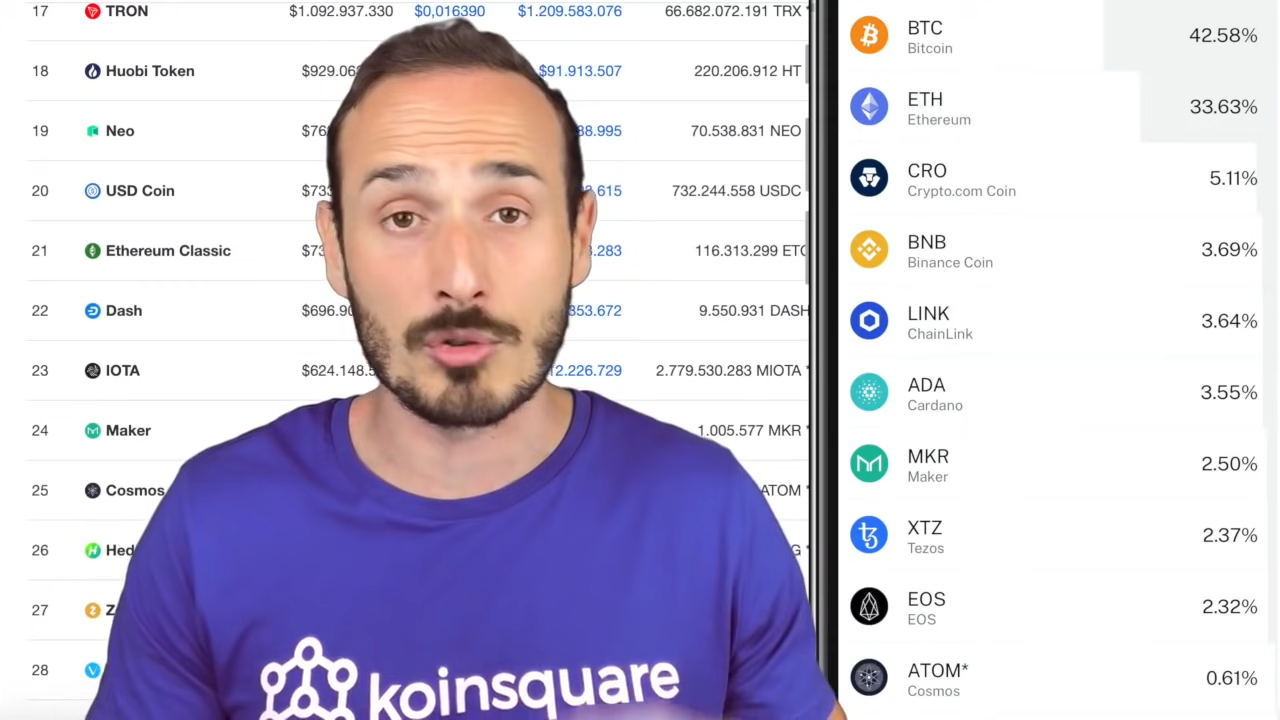 17 TRON $1.092.937.330 $0,016390 $1.209.583.076 66.682.072.191 TRX *
18 Huobi Token $91.913.507 220.206.912 HT
19 Neo 70.538.831 NEO
20 USD Coin 732.244.558 USDC
21 Ethereum Classic 116.313.299 ETC
22 Dash 9.550.931 DASH
23 IOTA 2.779.530.283 MIOTA *
24 Maker 1.005.577 MKR *
25 Cosmos ATOM *
26
27
28
koinsquare
BTC 42.58%
Bitcoin
ETH 33.63%
Ethereum
CRO 5.11%
Crypto.com Coin
BNB 3.69%
Binance Coin
LINK 3.64%
ChainLink
ADA 3.55%
Cardano
MKR 2.50%
Maker
XTZ 2.37%
Tezos
EOS 2.32%
EOS
ATOM* 0.61%
Cosmos